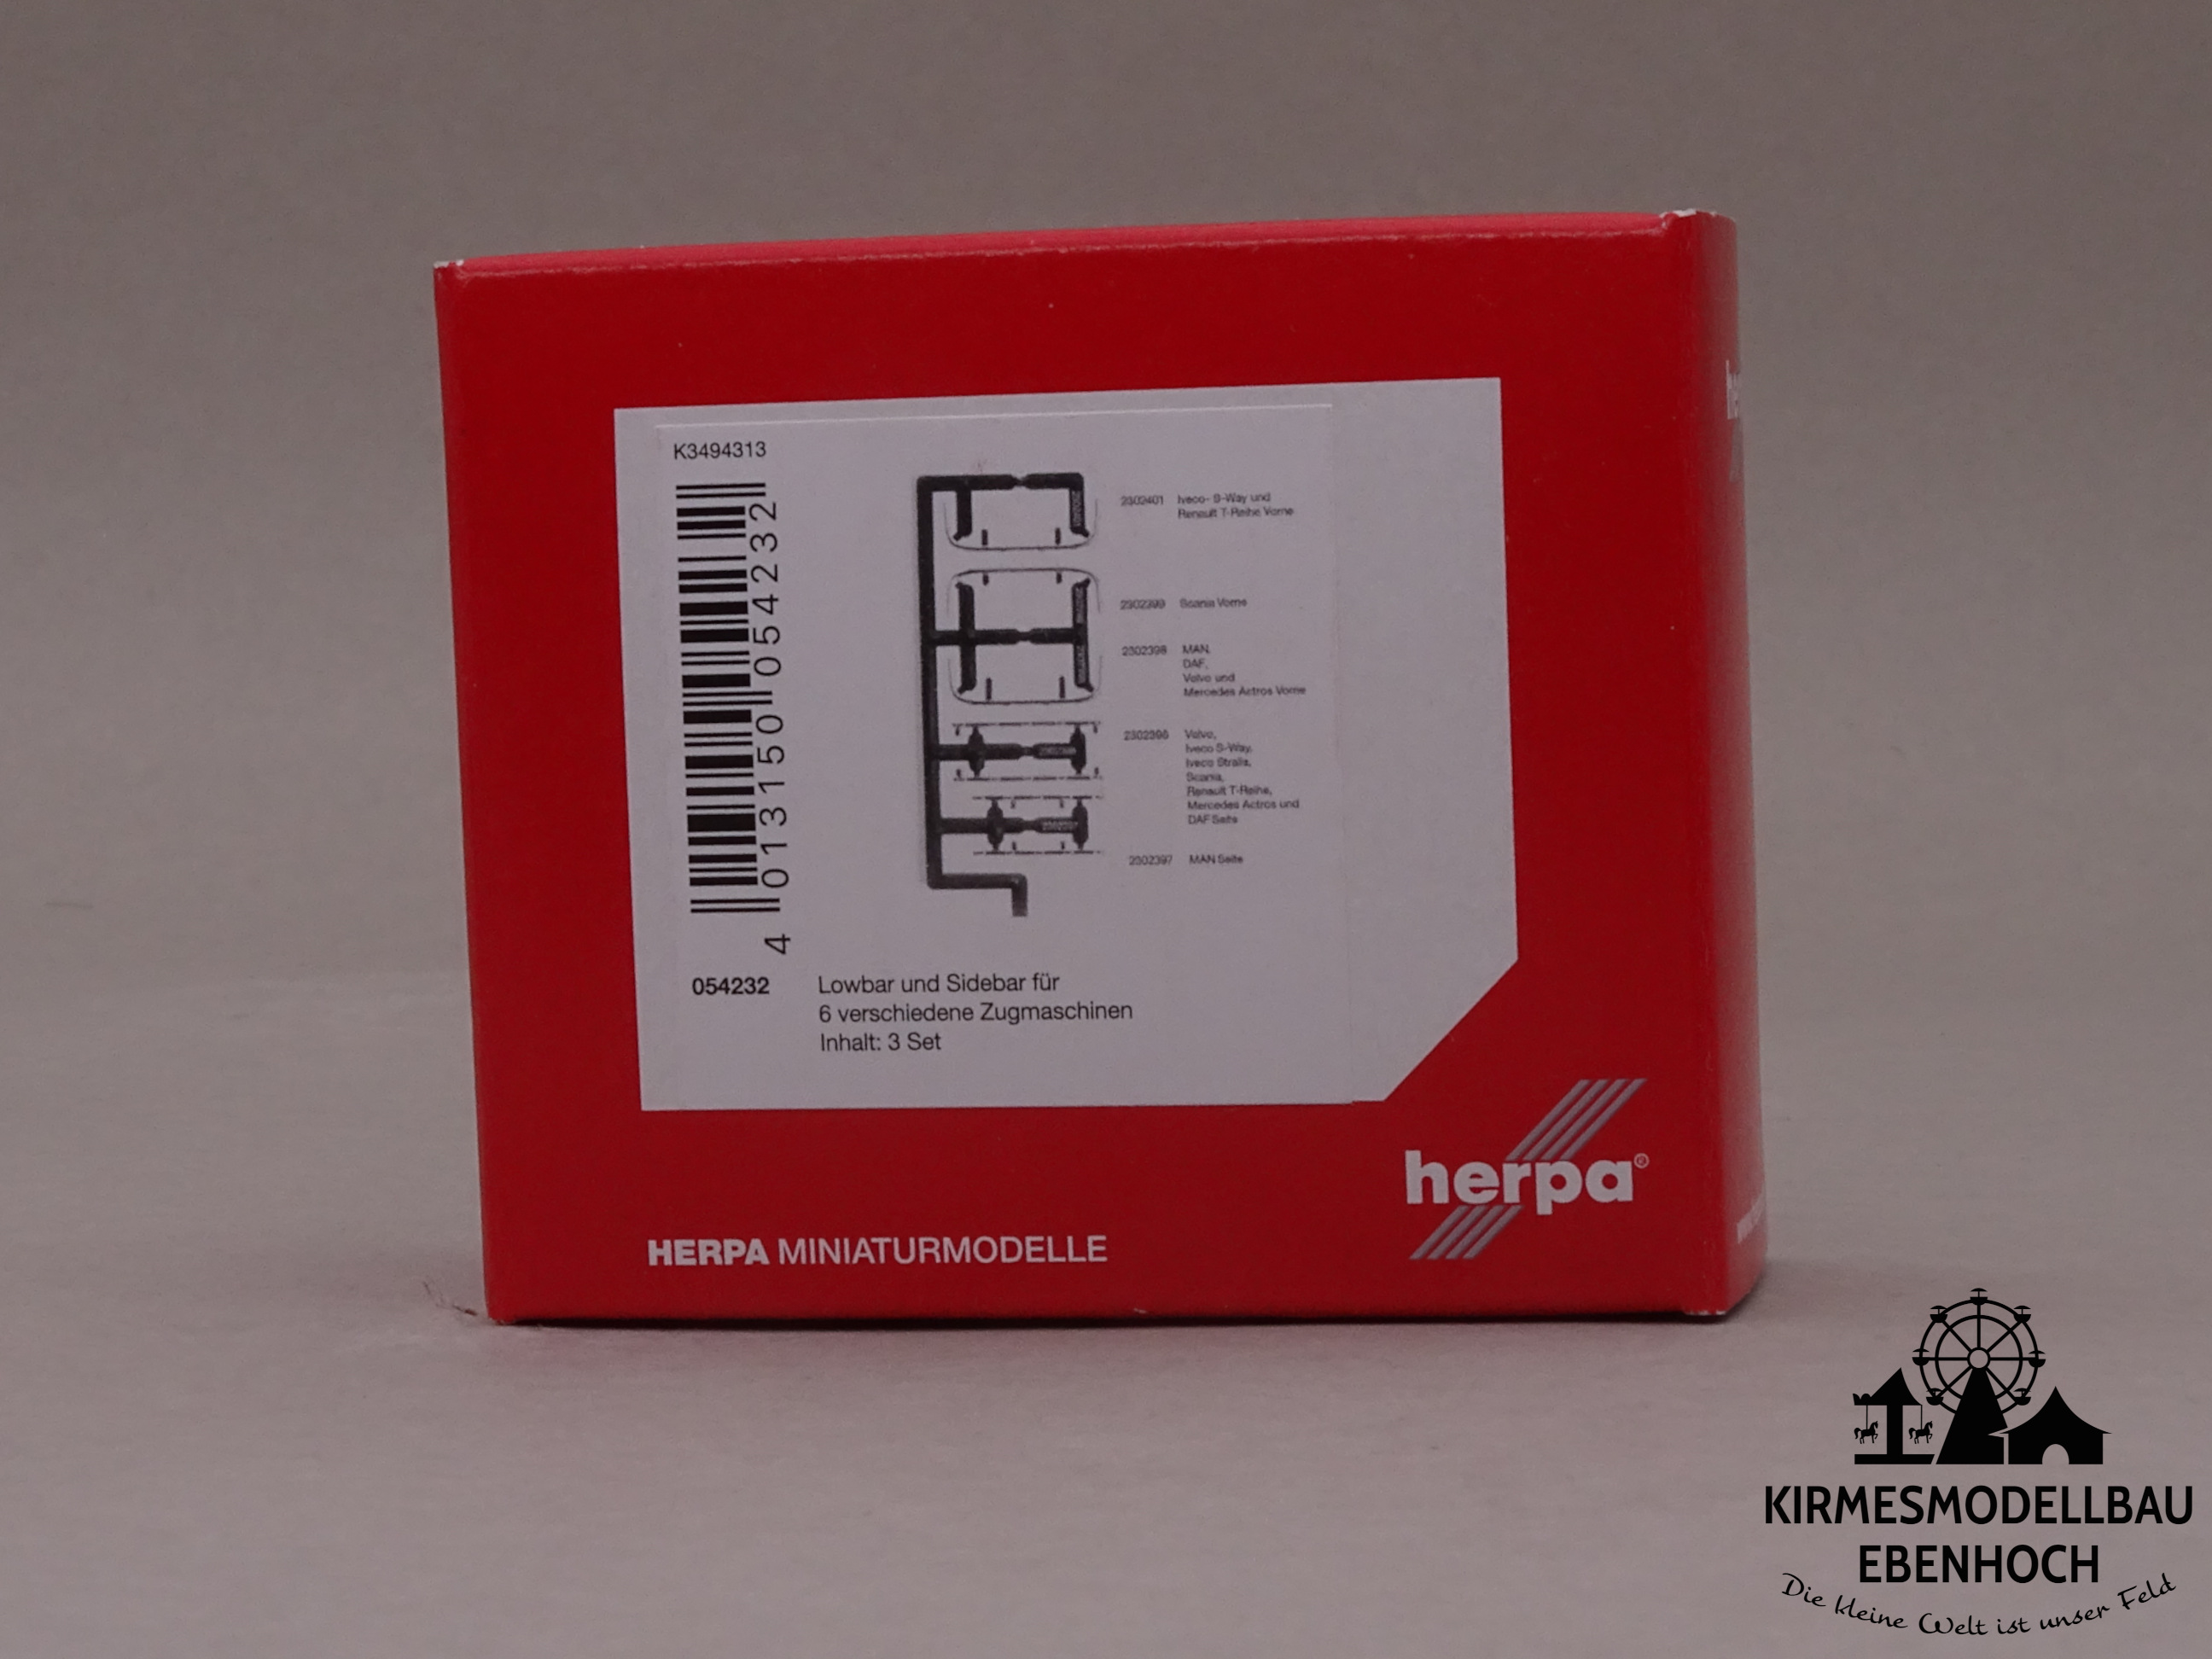 K3494313
4 013150 054232
2302401 Iveco- S-Way und
Renault T-Reihe Vorne
2302399 Scania Vorne
2302398 MAN,
DAF,
Volvo und
Mercedes Actros Vorne
Volvo,
Iveco S-Way,
Iveco Stralis,
Scania,
Renault T-Reihe,
Mercedes Actros und
DAF Seite
2302397 MAN Seite
054232 Lowbar und Sidebar für
6 verschiedene Zugmaschinen
Inhalt: 3 Set
herpa®
HERPA MINIATURMODELLE
KIRMESMODELLBAU
EBENHOCH
Die kleine Welt ist unser Feld